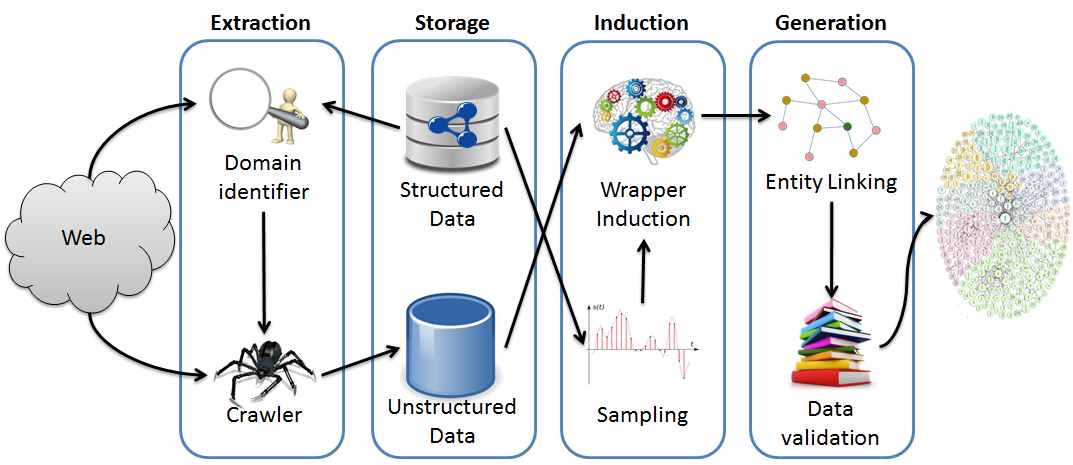 Extraction
Storage
Induction
Generation
Web
Domain
identifier
Crawler
Structured
Data
Unstructured
Data
Wrapper
Induction
s(t)
t
Sampling
Entity Linking
Data
validation